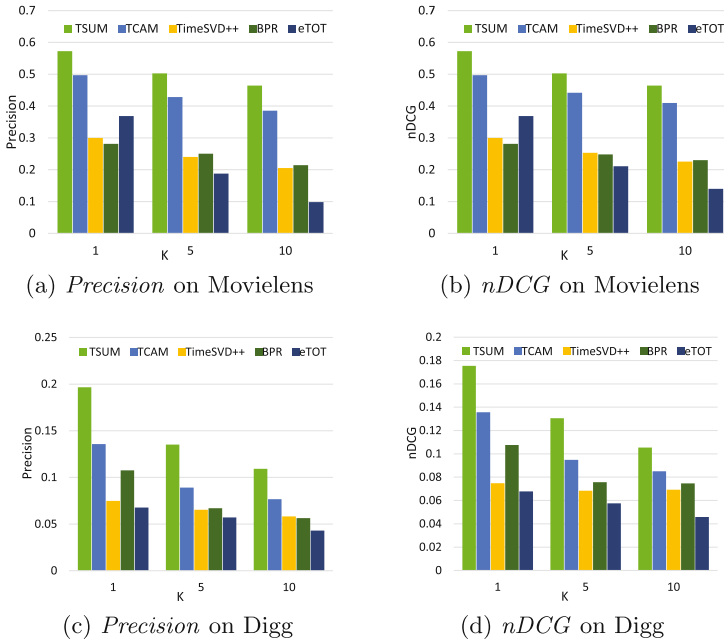 0.7
0.6
0.5
0.4
0.3
0.2
0.1
0
Precision
TSUM TCAM TimeSVD++ BPR eTOT
1 5 10
K
(a) Precision on Movielens
0.7
0.6
0.5
0.4
0.3
0.2
0.1
0
nDCG
TSUM TCAM TimeSVD++ BPR eTOT
1 5 10
K
(b) nDCG on Movielens
0.25
0.2
0.15
0.1
0.05
0
Precision
TSUM TCAM TimeSVD++ BPR eTOT
1 5 10
K
(c) Precision on Digg
0.2
0.18
0.16
0.14
0.12
0.1
0.08
0.06
0.04
0.02
0
nDCG
TSUM TCAM TimeSVD++ BPR eTOT
1 5 10
K
(d) nDCG on Digg